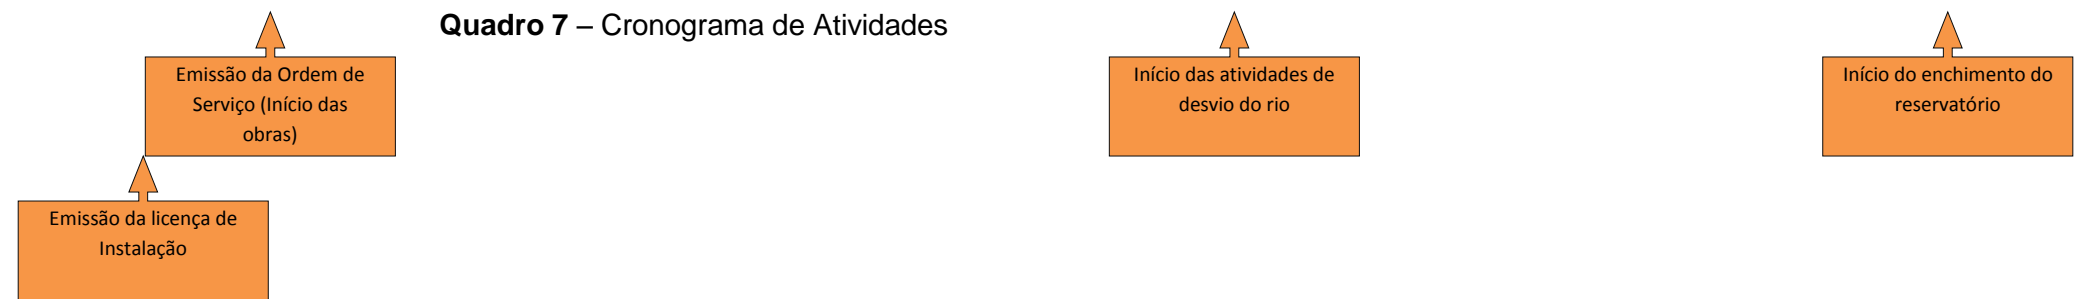 Quadro 7 – Cronograma de Atividades
Emissão da Ordem de
Serviço (Início das
obras)
Início das atividades de
desvio do rio
Início do enchimento do
reservatório
Emissão da licença de
Instalação